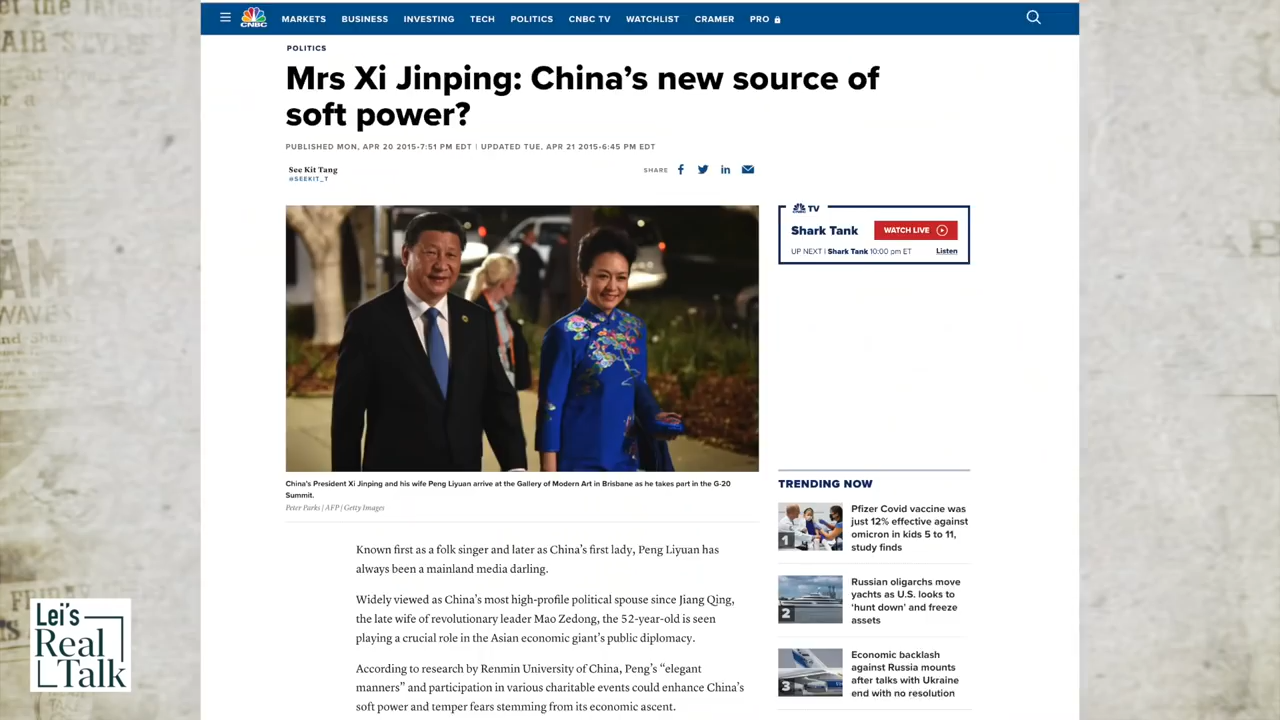 MARKETS BUSINESS INVESTING TECH POLITICS CNBC TV WATCHLIST CRAMER PRO
CNBC
POLITICS
Mrs Xi Jinping: China’s new source of
soft power?
PUBLISHED MON, APR 20 2015•7:51 PM EDT | UPDATED TUE, APR 21 2015•6:45 PM EDT
See Kit Tang
@SEEKIT_T
SHARE
China’s President Xi Jinping and his wife Peng Liyuan arrive at the Gallery of Modern Art in Brisbane as he takes part in the G-20
Summit.
Peter Parks | AFP | Getty Images
Known first as a folk singer and later as China’s first lady, Peng Liyuan has
always been a mainland media darling.
Widely viewed as China’s most high-profile political spouse since Jiang Qing,
the late wife of revolutionary leader Mao Zedong, the 52-year-old is seen
playing a crucial role in the Asian economic giant’s public diplomacy.
According to research by Renmin University of China, Peng’s “elegant
manners” and participation in various charitable events could enhance China’s
soft power and temper fears stemming from its economic ascent.
TV
Shark Tank
WATCH LIVE
UP NEXT | Shark Tank 10:00 pm ET
Listen
TRENDING NOW
1
Pfizer Covid vaccine was
just 12% effective against
omicron in kids 5 to 11,
study finds
2
Russian oligarchs move
yachts as U.S. looks to
‘hunt down’ and freeze
assets
3
Economic backlash
against Russia mounts
after talks with Ukraine
end with no resolution
Lei's
Real
Talk